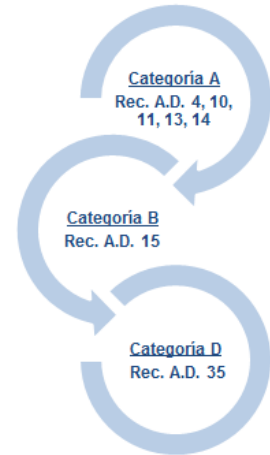 Categoría A
Rec. A.D. 4, 10,
11, 13, 14
Categoría B
Rec. A.D. 15
Categoría D
Rec. A.D. 35